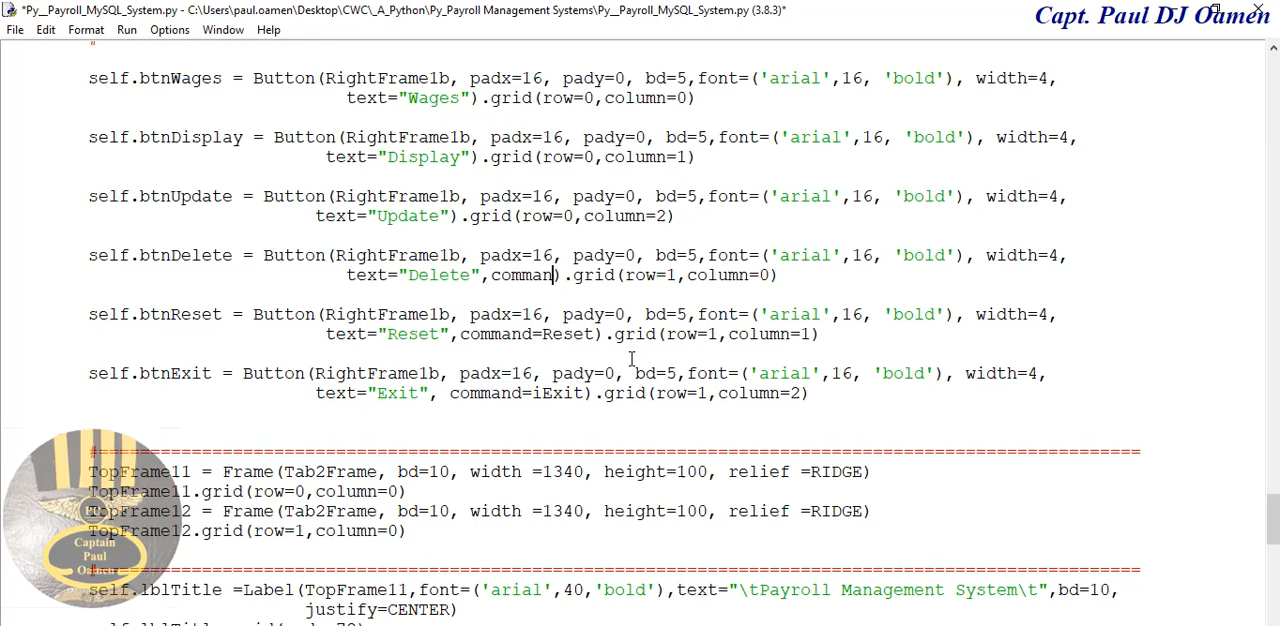 *Py__Payroll_MySQL_System.py - C:\Users\paul.oamen\Desktop\CWC\_A_Python\Py_Payroll Management Systems\Py__Payroll_MySQL_System.py (3.8.3)*
Capt. Paul DJ Oamen
File Edit Format Run Options Window Help
"
self.btnWages = Button(RightFrame1b, padx=16, pady=0, bd=5,font=('arial',16, 'bold'), width=4,
text="Wages").grid(row=0,column=0)
self.btnDisplay = Button(RightFrame1b, padx=16, pady=0, bd=5,font=('arial',16, 'bold'), width=4,
text="Display").grid(row=0,column=1)
self.btnUpdate = Button(RightFrame1b, padx=16, pady=0, bd=5,font=('arial',16, 'bold'), width=4,
text="Update").grid(row=0,column=2)
self.btnDelete = Button(RightFrame1b, padx=16, pady=0, bd=5,font=('arial',16, 'bold'), width=4,
text="Delete",comman).grid(row=1,column=0)
self.btnReset = Button(RightFrame1b, padx=16, pady=0, bd=5,font=('arial',16, 'bold'), width=4,
text="Reset",command=Reset).grid(row=1,column=1)
self.btnExit = Button(RightFrame1b, padx=16, pady=0, bd=5,font=('arial',16, 'bold'), width=4,
text="Exit", command=iExit).grid(row=1,column=2)
#=====================================================================================================
TopFrame11 = Frame(Tab2Frame, bd=10, width =1340, height=100, relief =RIDGE)
TopFrame11.grid(row=0,column=0)
TopFrame12 = Frame(Tab2Frame, bd=10, width =1340, height=100, relief =RIDGE)
TopFrame12.grid(row=1,column=0)
Captain
Paul
Oamen
#=====================================================================================================
self.lblTitle =Label(TopFrame11,font=('arial',40,'bold'),text="\tPayroll Management System\t",bd=10,
justify=CENTER)